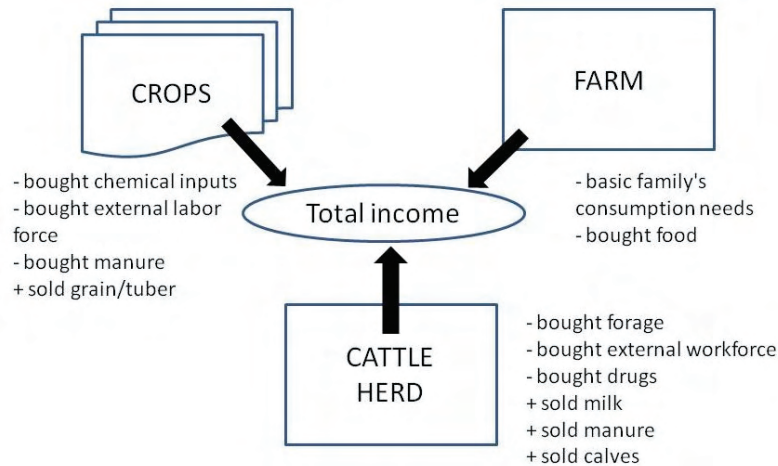 CROPS
FARM
- bought chemical inputs
- bought external labor
force
- bought manure
+ sold grain/tuber
Total income
- basic family's
consumption needs
- bought food
CATTLE
HERD
- bought forage
- bought external workforce
- bought drugs
+ sold milk
+ sold manure
+ sold calves